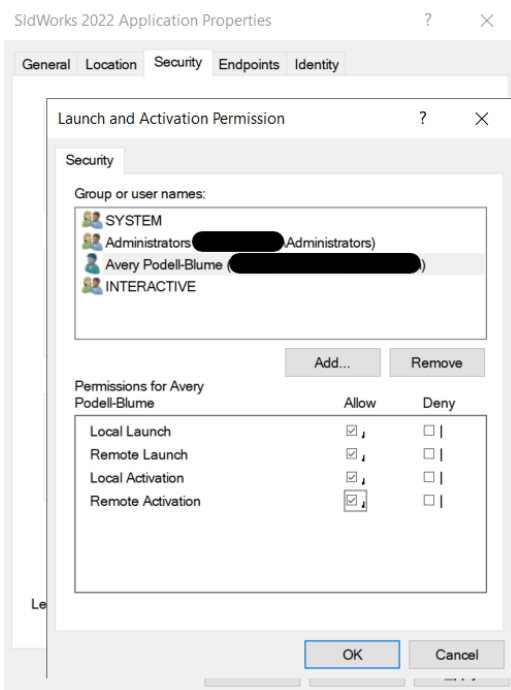 SldWorks 2022 Application Properties ? ×
General Location Security Endpoints Identity
Launch and Activation Permission ? ×
Security
Group or user names:
SYSTEM
Administrators \Administrators)
Avery Podell-Blume ( )
INTERACTIVE
Add... Remove
Permissions for Avery
Podell-Blume Allow Deny
Local Launch
Remote Launch
Local Activation
Remote Activation
Le
OK Cancel